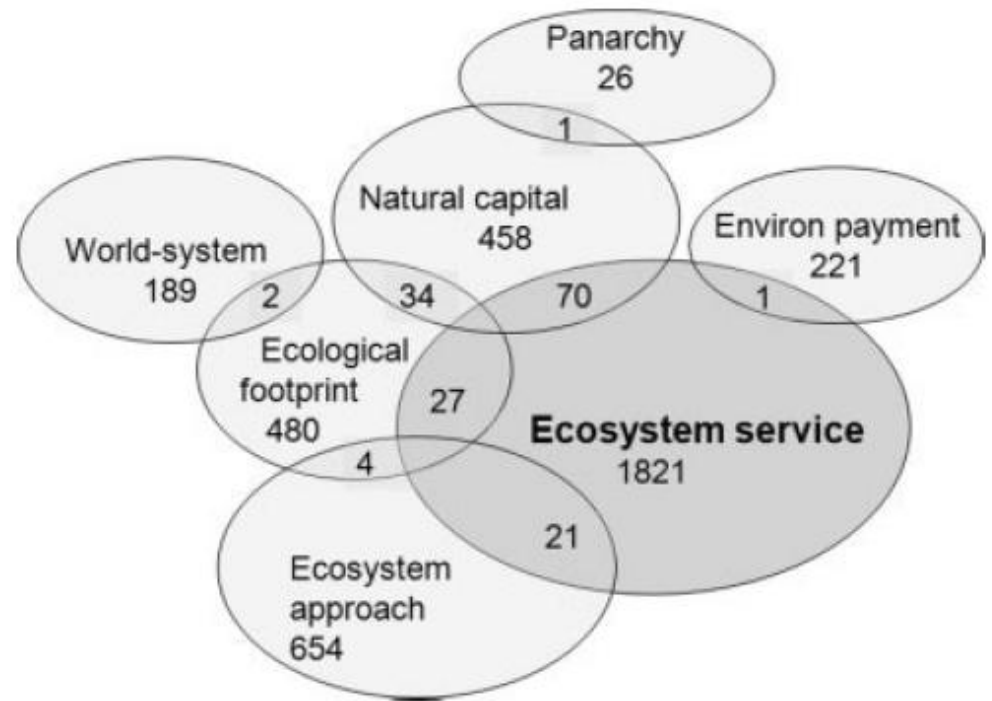 Panarchy
26
1
Natural capital
458
World-system
189
Environ payment
221
2
34
70
1
Ecological
footprint
480
27
Ecosystem service
1821
4
21
Ecosystem
approach
654